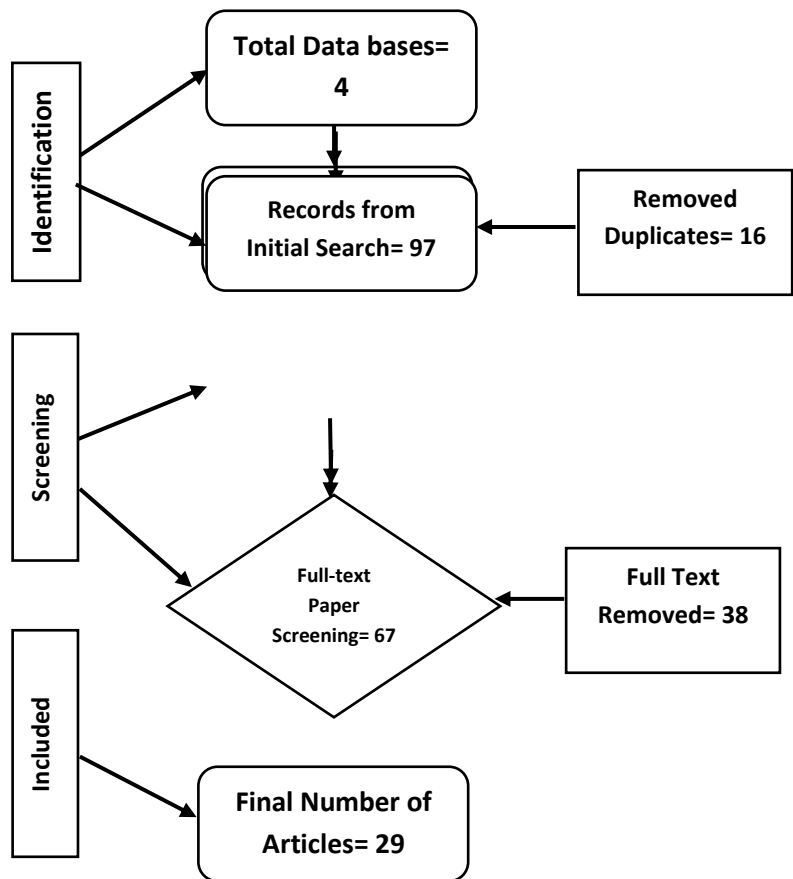 Identification
Total Data bases=
4
Records from
Initial Search= 97
Removed
Duplicates= 16
Screening
Full-text
Paper
Screening= 67
Full Text
Removed= 38
Included
Final Number of
Articles= 29